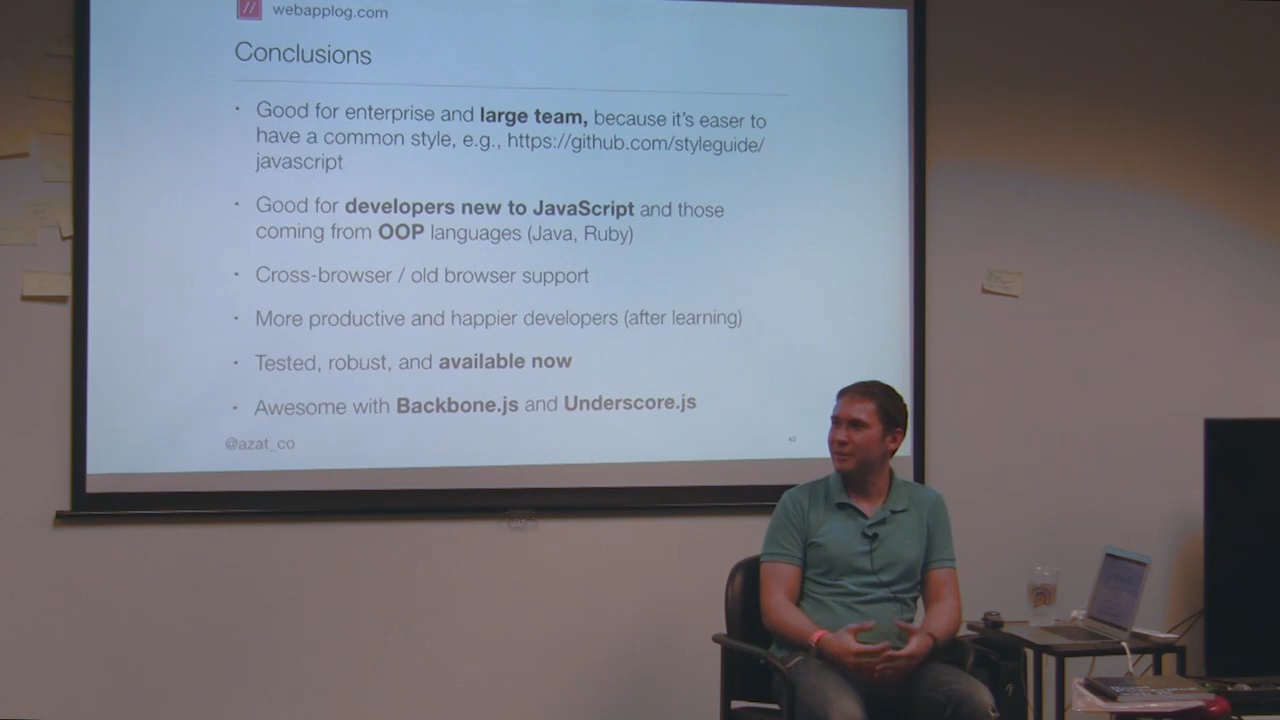 webapplog.com
Conclusions
• Good for enterprise and large team, because it's easer to
have a common style, e.g., https://github.com/styleguide/
javascript
• Good for developers new to JavaScript and those
coming from OOP languages (Java, Ruby)
• Cross-browser / old browser support
• More productive and happier developers (after learning)
• Tested, robust, and available now
• Awesome with Backbone.js and Underscore.js
@azat_co
42